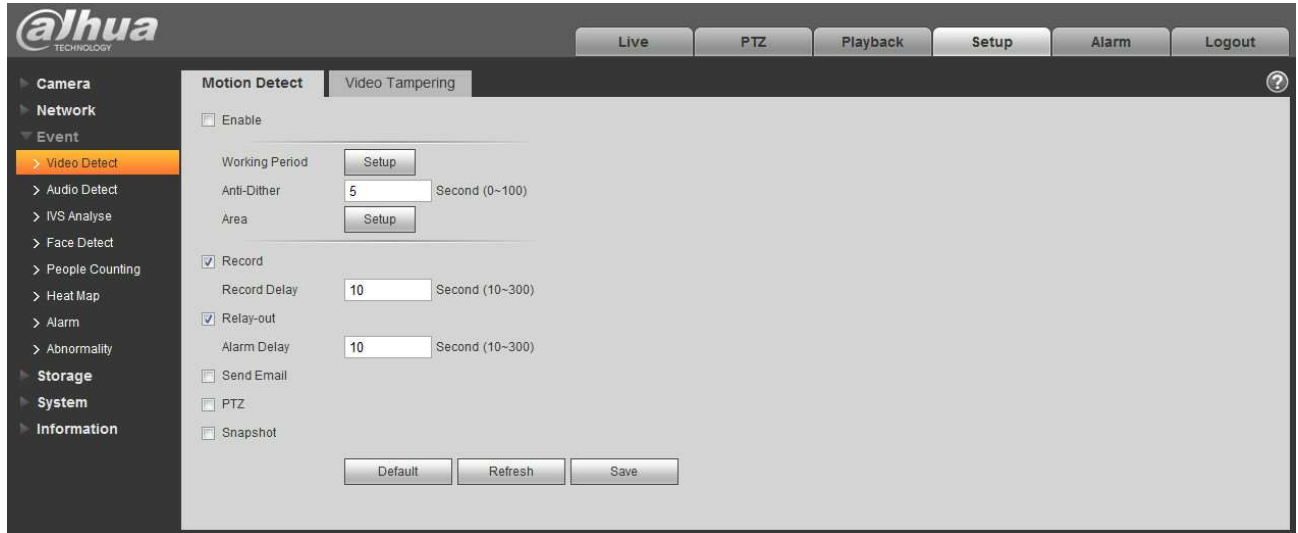 alhua
TECHNOLOGY
Live PTZ Playback Setup Alarm Logout
Camera
Network
Event
Video Detect
Audio Detect
IVS Analyse
Face Detect
People Counting
Heat Map
Alarm
Abnormality
Storage
System
Information
Motion Detect Video Tampering ?
Enable
Working Period Setup
Anti-Dither 5 Second (0~100)
Area Setup
Record
Record Delay 10 Second (10~300)
Relay-out
Alarm Delay 10 Second (10~300)
Send Email
PTZ
Snapshot
Default Refresh Save